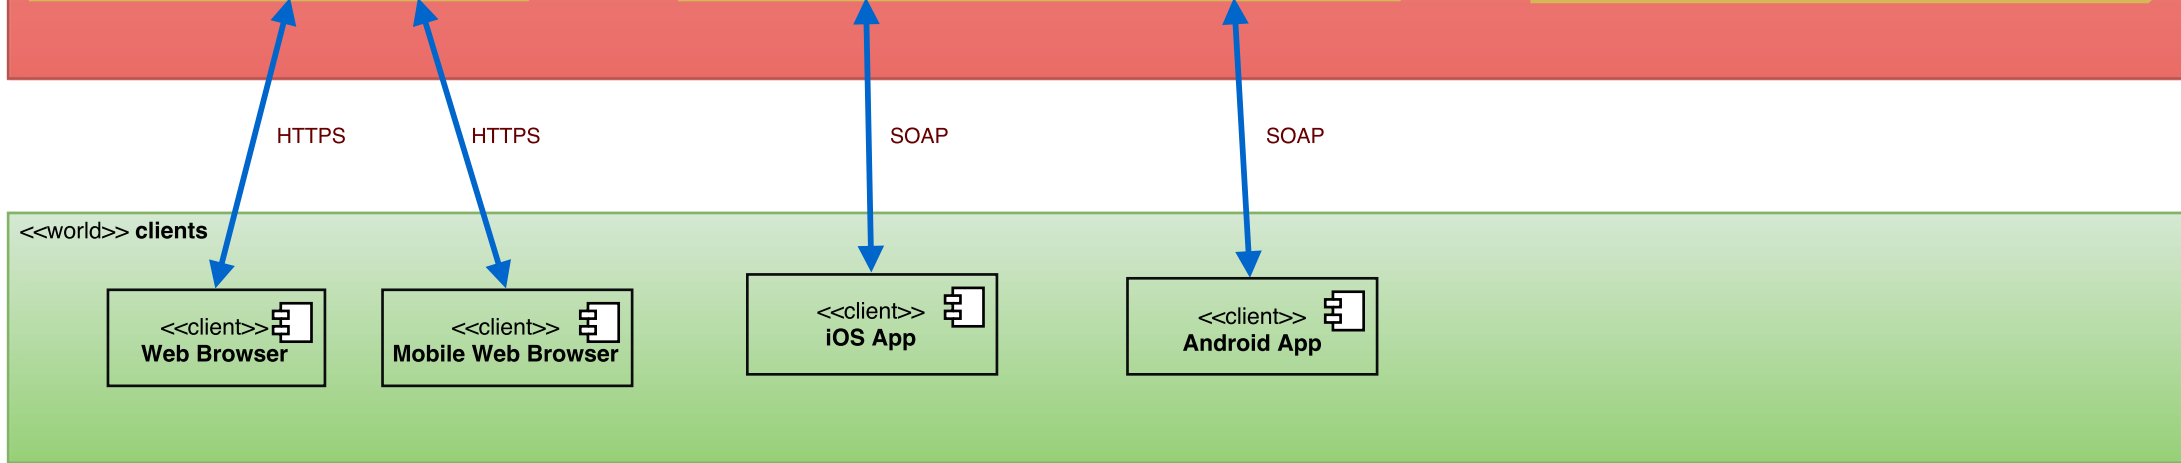 HTTPS
HTTPS
SOAP
SOAP
<<world>> clients
<<client>>
Web Browser
<<client>>
Mobile Web Browser
<<client>>
iOS App
<<client>>
Android App